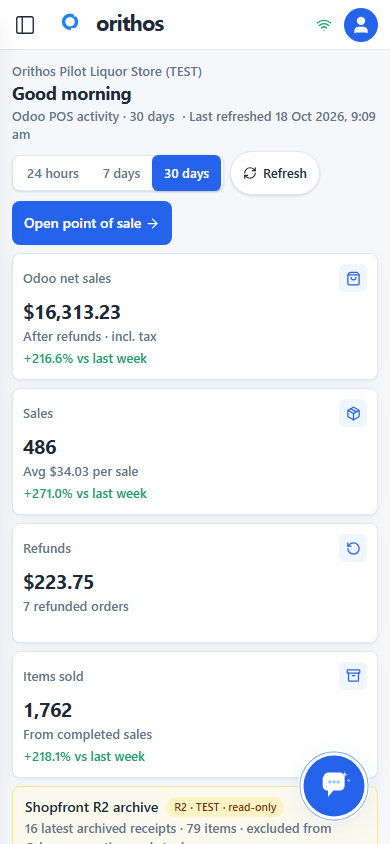 orithos
Orithos Pilot Liquor Store (TEST)
Good morning
Odoo POS activity · 30 days · Last refreshed 18 Oct 2026, 9:09
am
24 hours 7 days 30 days Refresh
Open point of sale →
Odoo net sales
$16,313.23
After refunds · incl. tax
+216.6% vs last week
Sales
486
Avg $34.03 per sale
+271.0% vs last week
Refunds
$223.75
7 refunded orders
Items sold
1,762
From completed sales
+218.1% vs last week
Shopfront R2 archive R2 · TEST · read-only
16 latest archived receipts · 79 items · excluded from